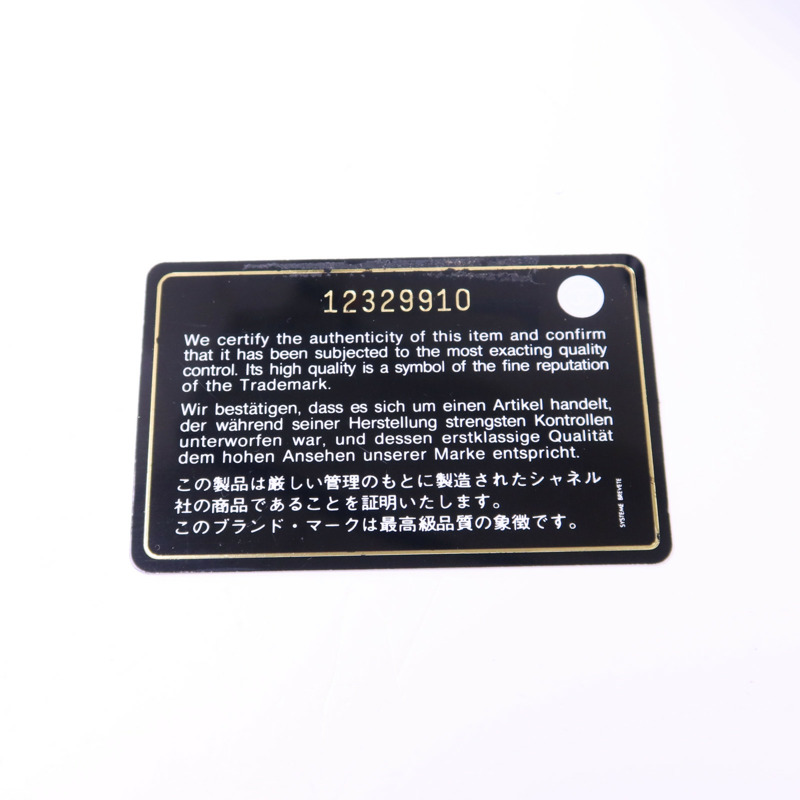 12329910
We certify the authenticity of this item and confirm
that it has been subjected to the most exacting quality
control. Its high quality is a symbol of the fine reputation
of the Trademark.
Wir bestätigen, dass es sich um einen Artikel handelt,
der während seiner Herstellung strengsten Kontrollen
unterworfen war, und dessen erstklassige Qualität
dem hohen Ansehen unserer Marke entspricht.
この製品は厳しい管理のもとに製造されたシャネル
社の商品であることを証明いたします。
このブランド・マークは最高級品質の象徴です。
SYSTEME BREVETE